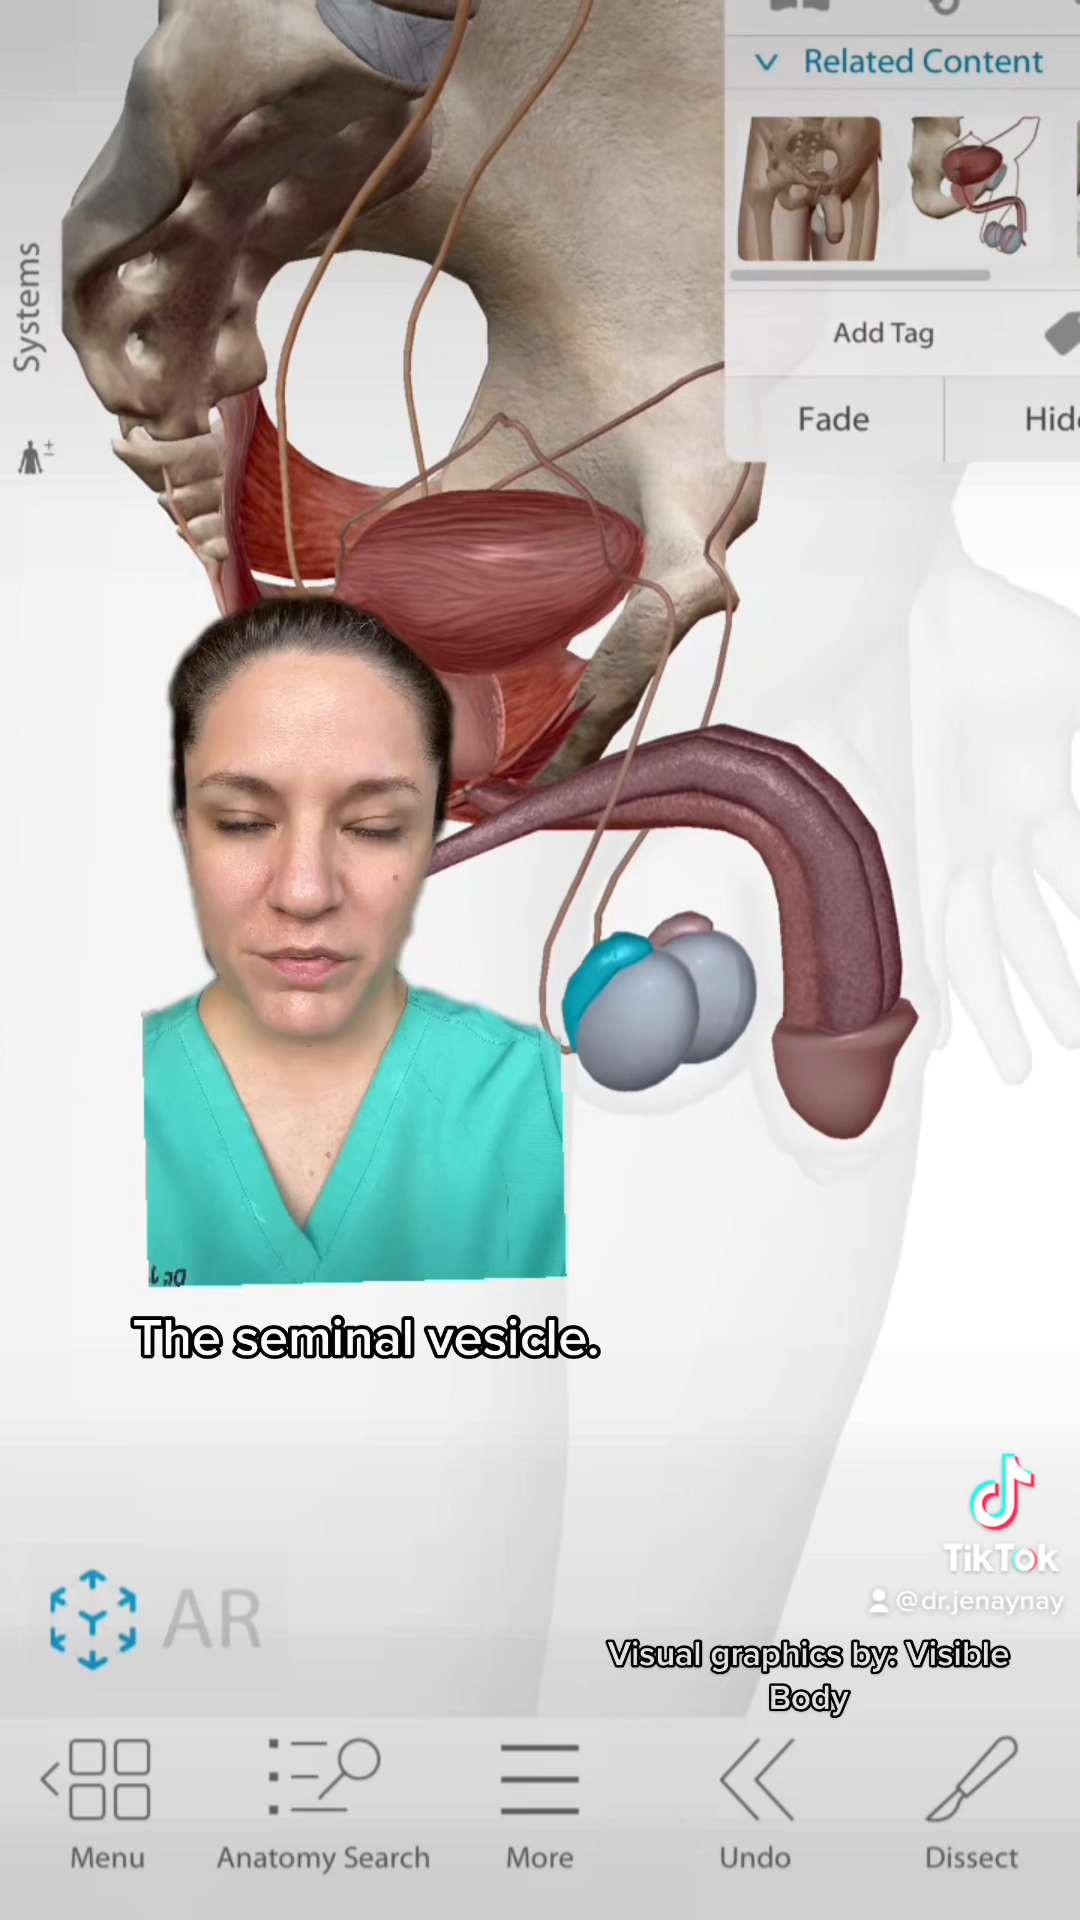 Related Content
Systems
Add Tag
Fade
The seminal vesicle.
TikTok
@dr.jenaynay
AR
Visual graphics by: Visible
Body
Menu
Anatomy Search
More
Undo
Dissect